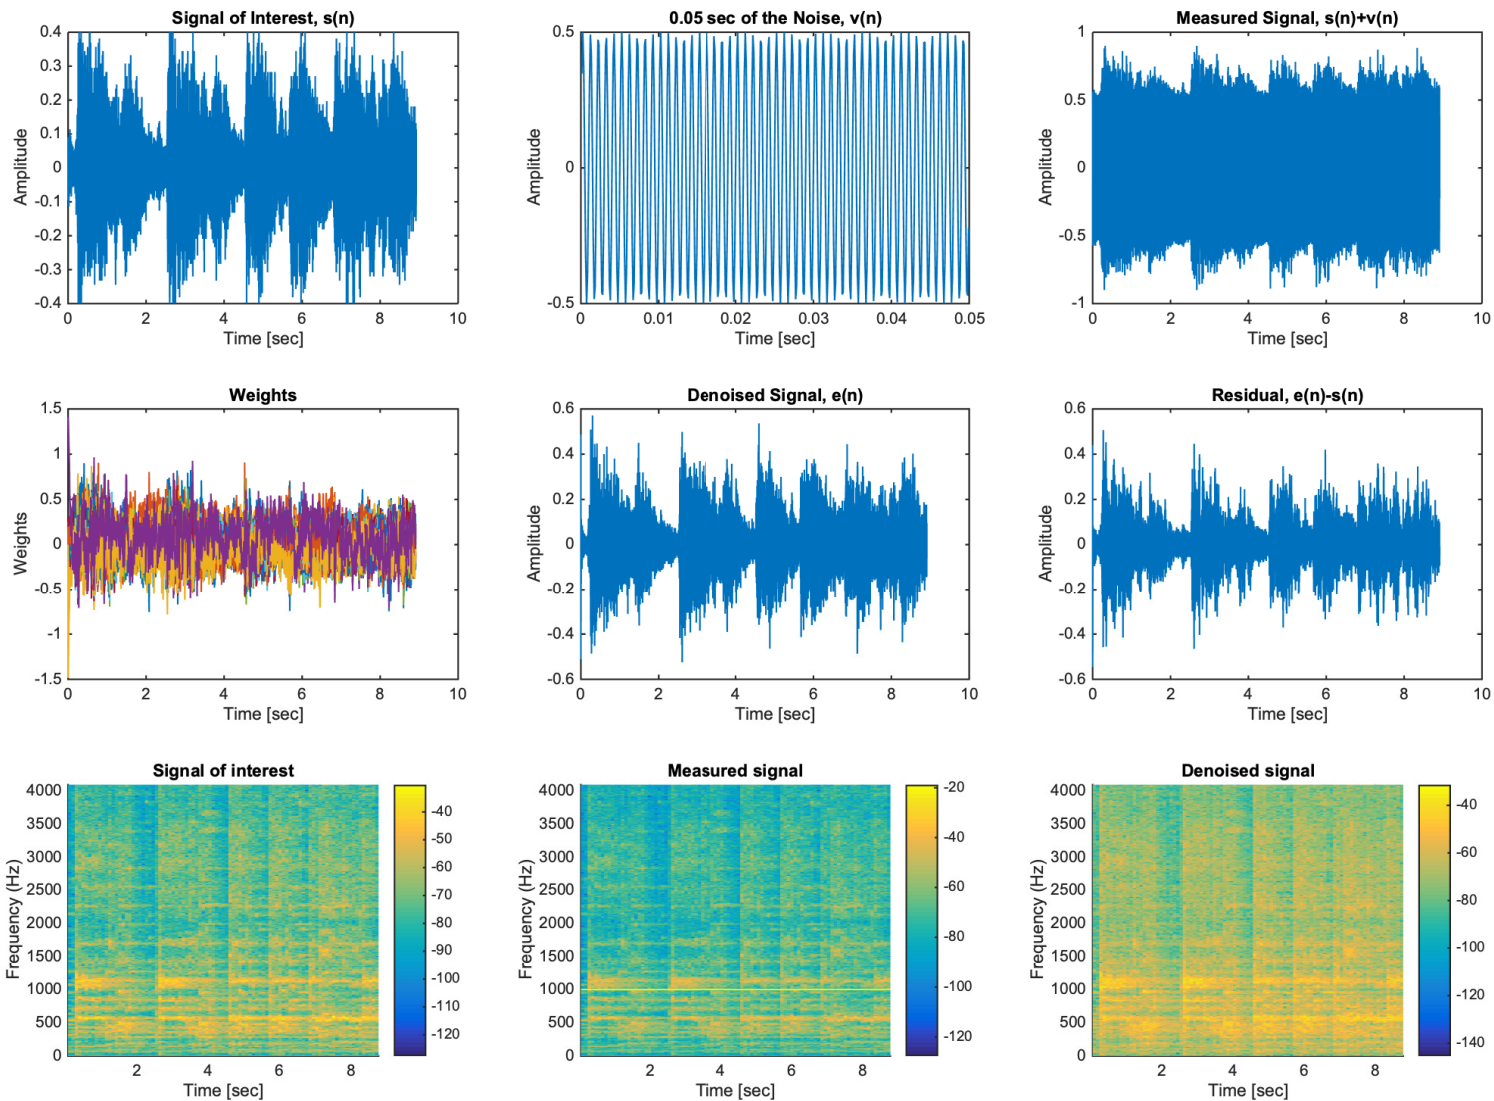 Signal of Interest, s(n)
0.4
0.3
0.2
0.1
0
-0.1
-0.2
-0.3
-0.4
Amplitude
0 2 4 6 8 10
Time [sec]
0.05 sec of the Noise, v(n)
0.5
0
-0.5
Amplitude
0 0.01 0.02 0.03 0.04 0.05
Time [sec]
Measured Signal, s(n)+v(n)
1
0.5
0
-0.5
-1
Amplitude
0 2 4 6 8 10
Time [sec]
Weights
1.5
1
0.5
0
-0.5
-1
-1.5
Weights
0 2 4 6 8 10
Time [sec]
Denoised Signal, e(n)
0.6
0.4
0.2
0
-0.2
-0.4
-0.6
Amplitude
0 2 4 6 8 10
Time [sec]
Residual, e(n)-s(n)
0.6
0.4
0.2
0
-0.2
-0.4
-0.6
Amplitude
0 2 4 6 8 10
Time [sec]
Signal of interest
4000
3500
3000
2500
2000
1500
1000
500
0
Frequency (Hz)
2 4 6 8
Time [sec]
-40
-50
-60
-70
-80
-90
-100
-110
-120
Measured signal
4000
3500
3000
2500
2000
1500
1000
500
0
Frequency (Hz)
2 4 6 8
Time [sec]
-20
-40
-60
-80
-100
-120
Denoised signal
4000
3500
3000
2500
2000
1500
1000
500
0
Frequency (Hz)
2 4 6 8
Time [sec]
-40
-60
-80
-100
-120
-140